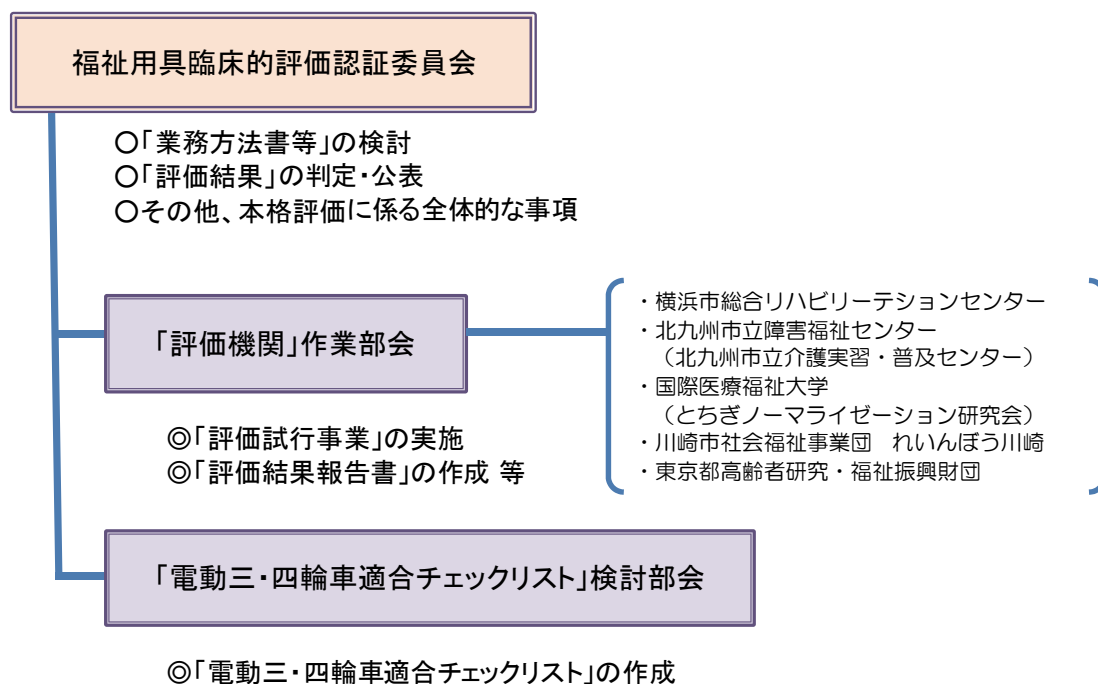 福祉用具臨床的評価認証委員会
○「業務方法書等」の検討
○「評価結果」の判定・公表
○その他、本格評価に係る全体的な事項
「評価機関」作業部会
・横浜市総合リハビリーテションセンター
・北九州市立障害福祉センター
（北九州市立介護実習・普及センター）
・国際医療福祉大学
（とちぎノーマライゼーション研究会）
・川崎市社会福祉事業団　れいんぼう川崎
・東京都高齢者研究・福祉振興財団
◎「評価試行事業」の実施
◎「評価結果報告書」の作成 等
「電動三・四輪車適合チェックリスト」検討部会
◎「電動三・四輪車適合チェックリスト」の作成